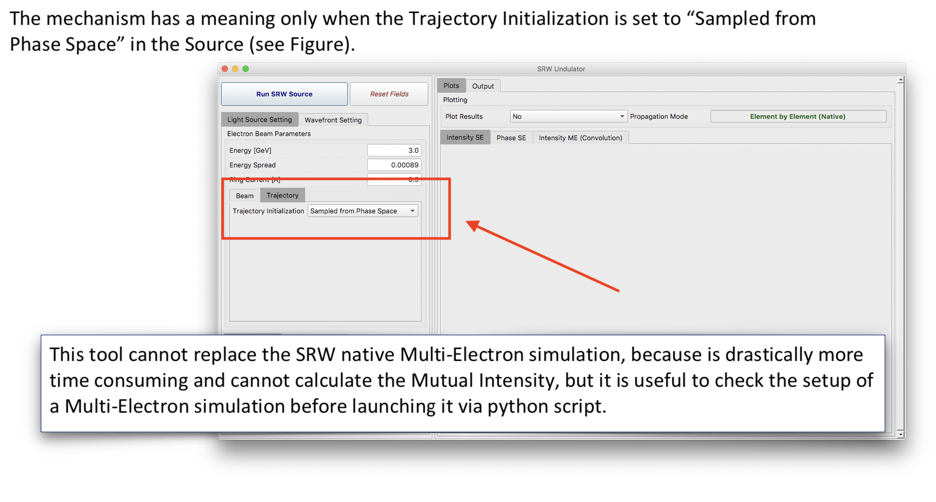 The mechanism has a meaning only when the Trajectory Initialization is set to “Sampled from
Phase Space” in the Source (see Figure).
SRW Undulator
Run SRW Source
Reset Fields
Light Source Setting
Wavefront Setting
Electron Beam Parameters
Energy [GeV]
3.0
Energy Spread
0.00089
Ring Current [A]
0.5
Beam
Trajectory
Trajectory Initialization
Sampled from Phase Space
Plots
Output
Plotting
Plot Results
No
Propagation Mode
Element by Element (Native)
Intensity SE
Phase SE
Intensity ME (Convolution)
This tool cannot replace the SRW native Multi-Electron simulation, because is drastically more
time consuming and cannot calculate the Mutual Intensity, but it is useful to check the setup of
a Multi-Electron simulation before launching it via python script.